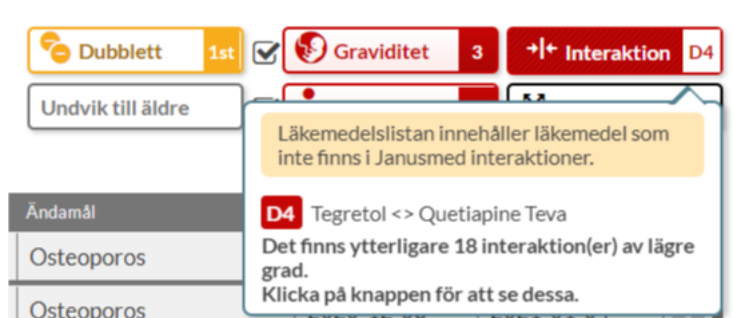 Dubblett 1st Graviditet 3 Interaktion D4
Undvik till äldre
Läkemedelslistan innehåller läkemedel som
inte finns i Janusmed interaktioner.
Ändamål
D4 Tegretol <> Quetiapine Teva
Det finns ytterligare 18 interaktion(er) av lägre
grad.
Klicka på knappen för att se dessa.
Osteoporos
Osteoporos